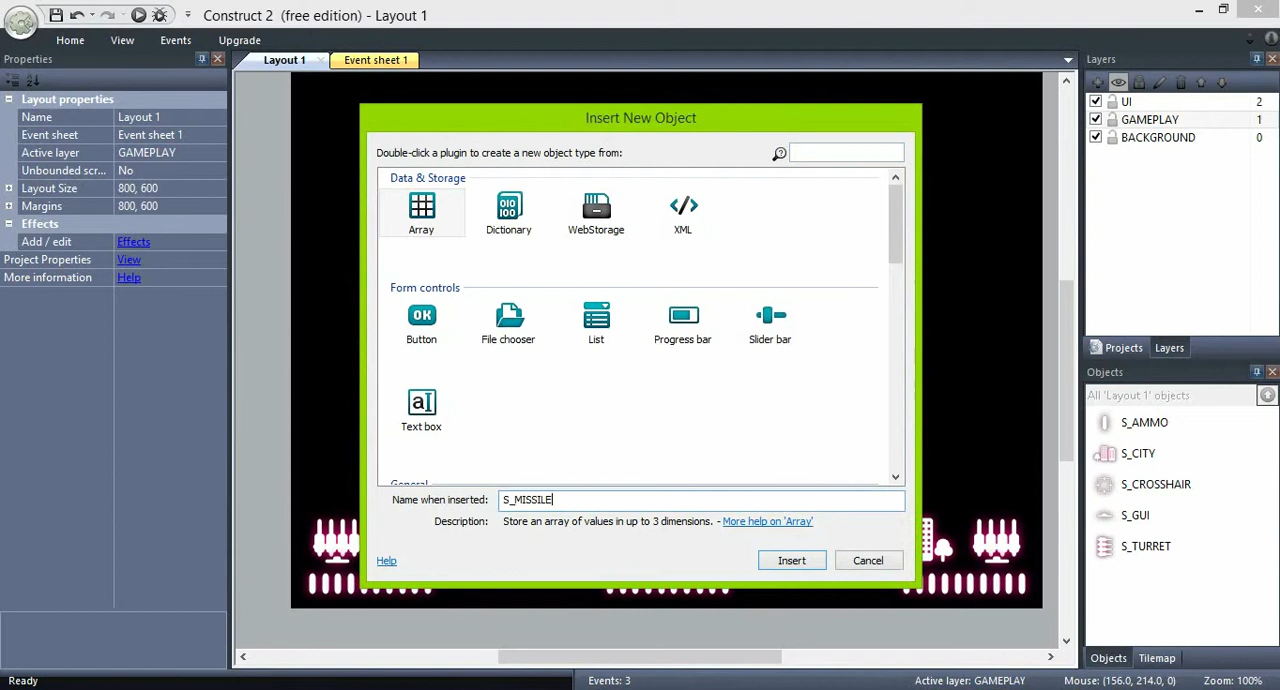 Construct 2 (free edition) - Layout 1
Home View Events Upgrade
Properties
Layout properties
Name Layout 1
Event sheet Event sheet 1
Active layer GAMEPLAY
Unbounded scr... No
Layout Size 800, 600
Margins 800, 600
Effects
Add / edit Effects
Project Properties View
More information Help
Layout 1 Event sheet 1
Insert New Object
Double-click a plugin to create a new object type from:
Data & Storage
Array Dictionary WebStorage XML
Form controls
OK
Button File chooser List Progress bar Slider bar
aI
Text box
General
Name when inserted: S_MISSILE
Description: Store an array of values in up to 3 dimensions. - More help on 'Array'
Help Insert Cancel
Layers
UI 2
GAMEPLAY 1
BACKGROUND 0
Projects Layers
Objects
All 'Layout 1' objects
S_AMMO
S_CITY
S_CROSSHAIR
S_GUI
S_TURRET
Objects Tilemap
Ready Events: 3 Active layer: GAMEPLAY Mouse: (156.0, 214.0, 0) Zoom: 100%